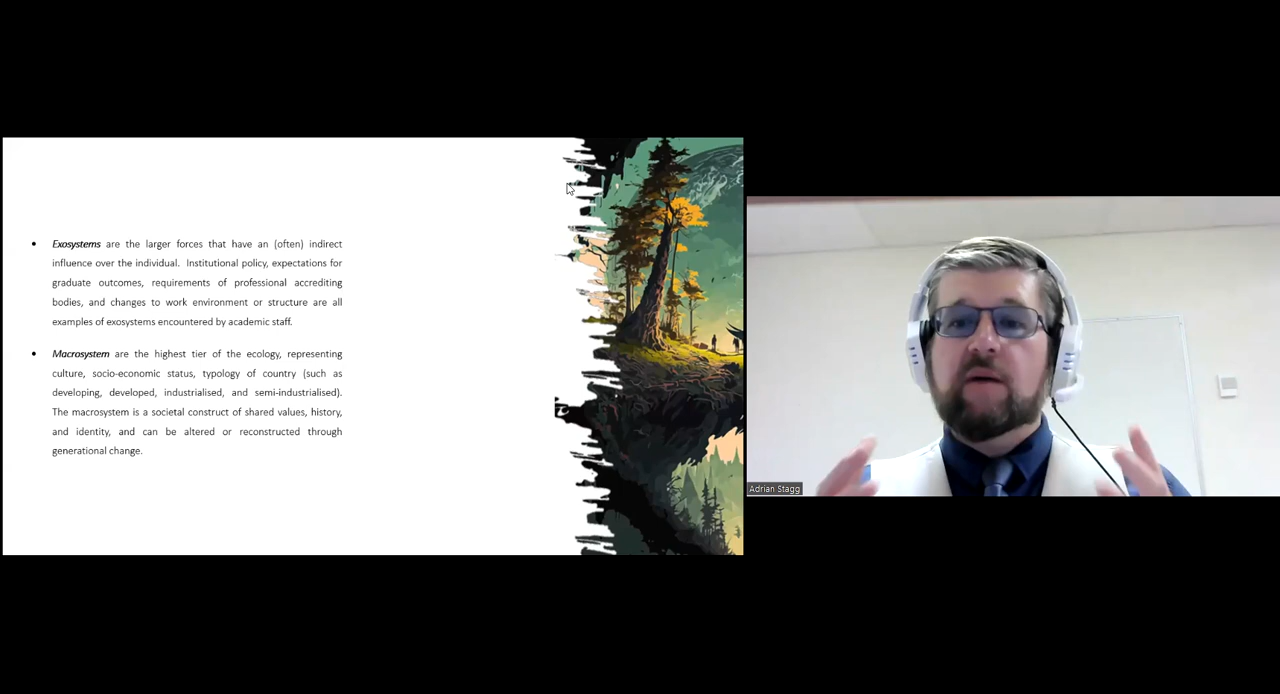 • Exosystems are the larger forces that have an (often) indirect
influence over the individual. Institutional policy, expectations for
graduate outcomes, requirements of professional accrediting
bodies, and changes to work environment or structure are all
examples of exosystems encountered by academic staff.
• Macrosystem are the highest tier of the ecology, representing
culture, socio-economic status, typology of country (such as
developing, developed, industrialised, and semi-industrialised).
The macrosystem is a societal construct of shared values, history,
and identity, and can be altered or reconstructed through
generational change.
Adrian Stagg